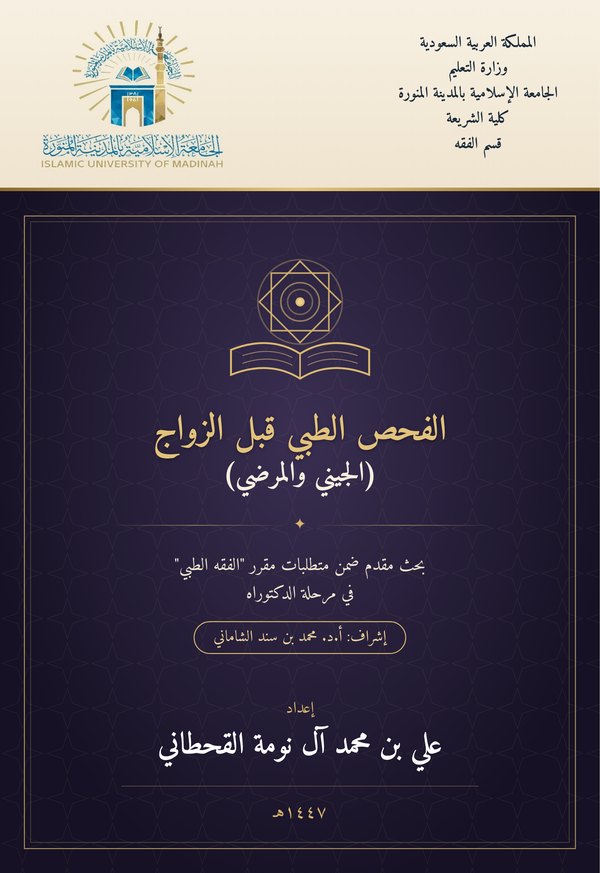 المملكة العربية السعودية
وزارة التعليم
الجامعة الإسلامية بالمدينة المنورة
كلية الشريعة
قسم الفقه
الجامعة الإسلامية بالمدينة المنورة
ISLAMIC UNIVERSITY OF MADINAH
١٣٨١
1961
الفحص الطبي قبل الزواج
(الجيني والمرضي)
بحث مقدم ضمن متطلبات مقرر "الفقه الطبي"
في مرحلة الدكتوراه
إشراف: أ.د. محمد بن سند الشاماني
إعداد
علي بن محمد آل نومة القحطاني
١٤٤٧هـ